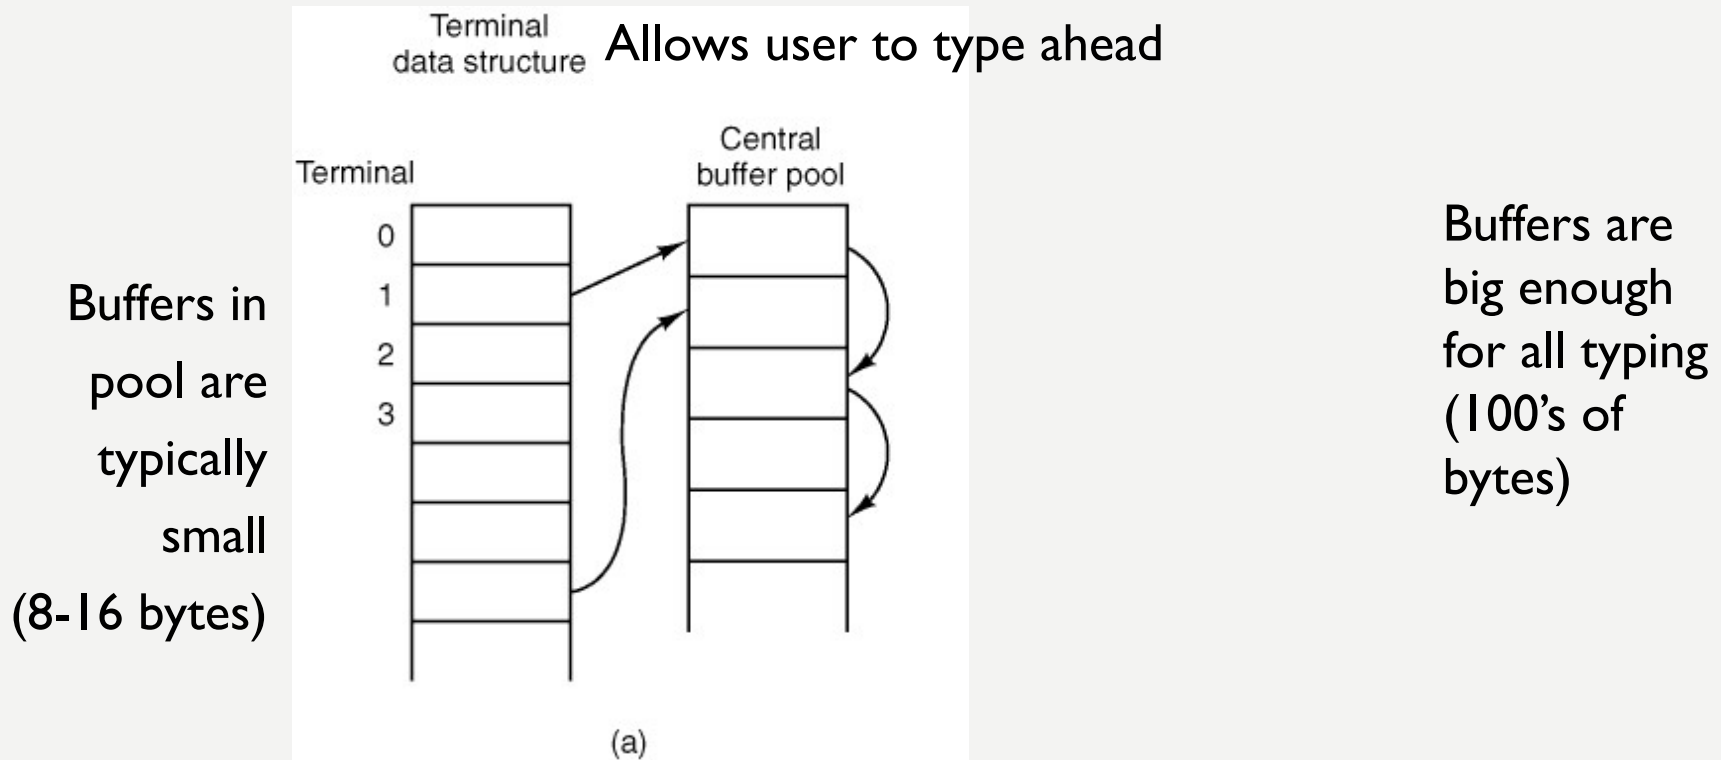 Terminal
data structure
Allows user to type ahead
Central
buffer pool
Terminal
0
1
2
3
Buffers in
pool are
typically
small
(8-16 bytes)
Buffers are
big enough
for all typing
(100’s of
bytes)
(a)